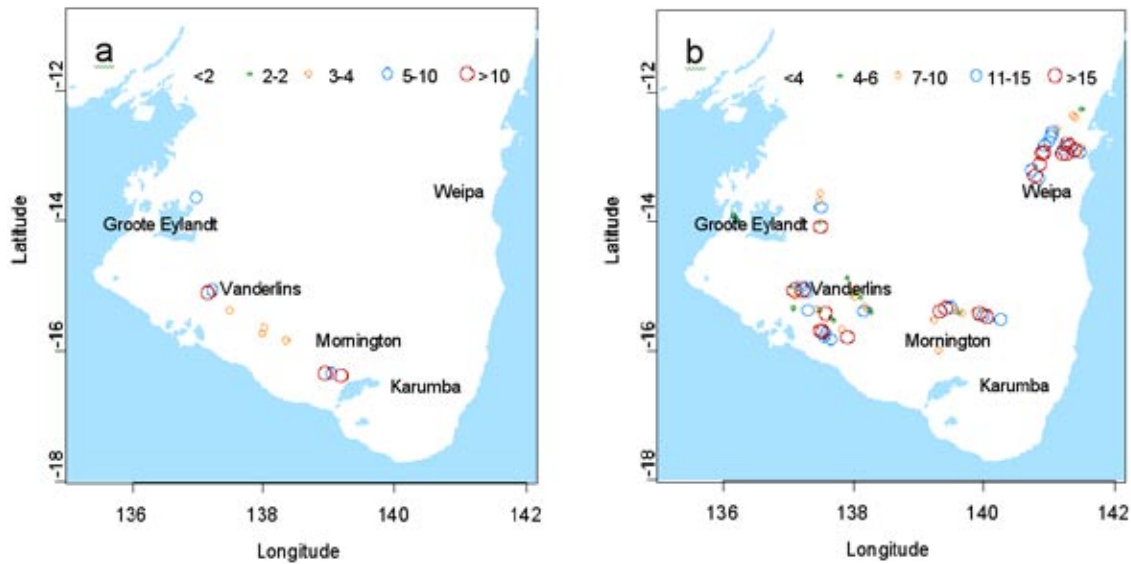 a
<2 2-2 3-4 5-10 >10
-12
-14
-16
-18
Latitude
Weipa
Groote Eylandt
Vanderlins
Mornington
Karumba
136 138 140 142
Longitude
b
<4 4-6 7-10 11-15 >15
-12
-14
-16
-18
Latitude
Weipa
Groote Eylandt
Vanderlins
Mornington
Karumba
136 138 140 142
Longitude